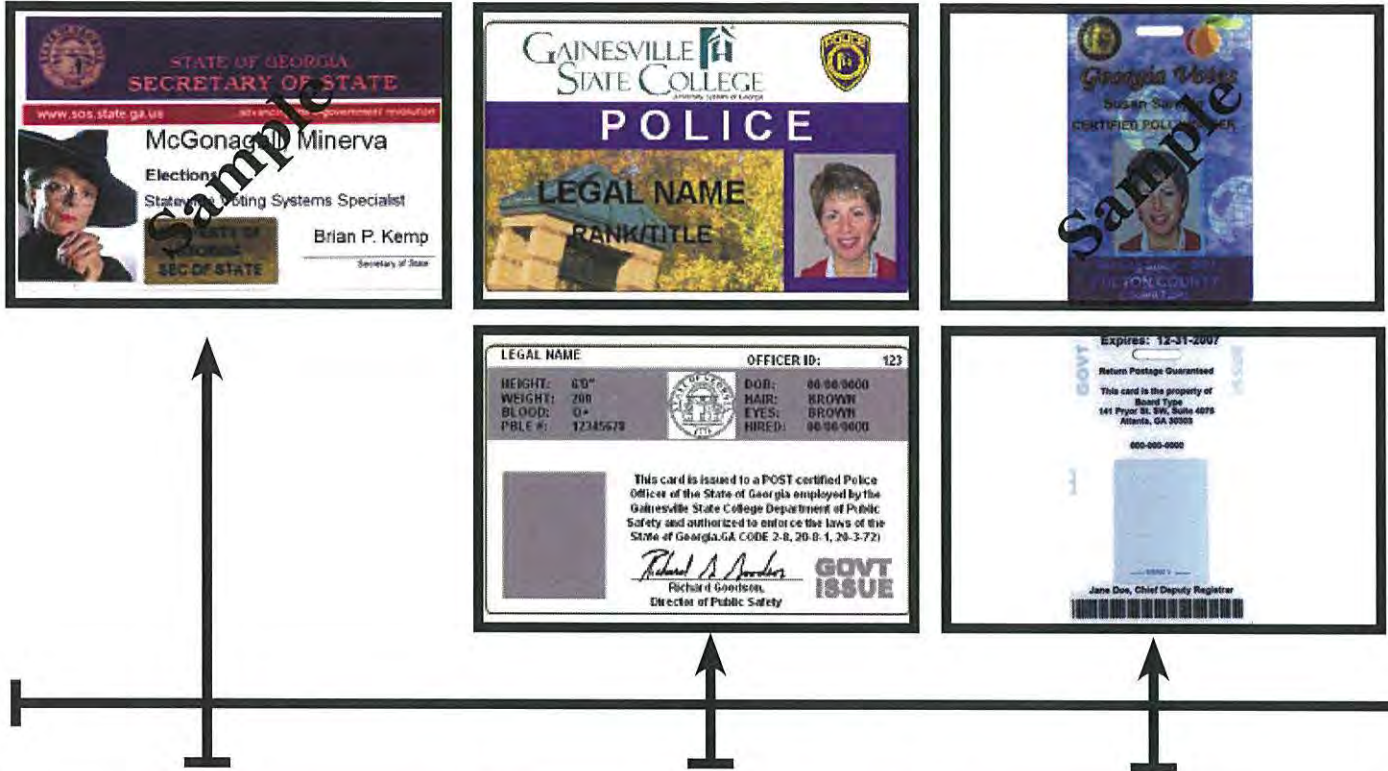 STATE OF GEORGIA
SECRETARY OF STATE
www.sos.state.ga.us
Minerva
Elections
Voting Systems Specialist
SEC OF STATE
Brian P. Kemp
Secretary of State
Sample
GAINESVILLE
STATE COLLEGE
POLICE
POLICE
LEGAL NAME
RANK/TITLE
Georgia Votes
Susan
CERTIFIED POLL
FULTON COUNTY
Sample
LEGAL NAME OFFICER ID: 123
HEIGHT: 6'0" DOB: 00/00/0000
WEIGHT: 200 HAIR: BROWN
BLOOD: O+ EYES: BROWN
PBLE #: 12345678 HIRED: 00/00/0000
This card is issued to a POST certified Police
Officer of the State of Georgia employed by the
Gainesville State College Department of Public
Safety and authorized to enforce the laws of the
State of Georgia.GA CODE 2-8, 20-8-1, 20-3-72)
Richard Goodson,
Director of Public Safety
GOVT
ISSUE
Expires: 12-31-2007
GOVT
Return Postage Guaranteed
This card is the property of
Board Type
141 Pryor St. SW, Suite 4075
Atlanta, GA 30303
000-000-0000
Jane Doe, Chief Deputy Registrar